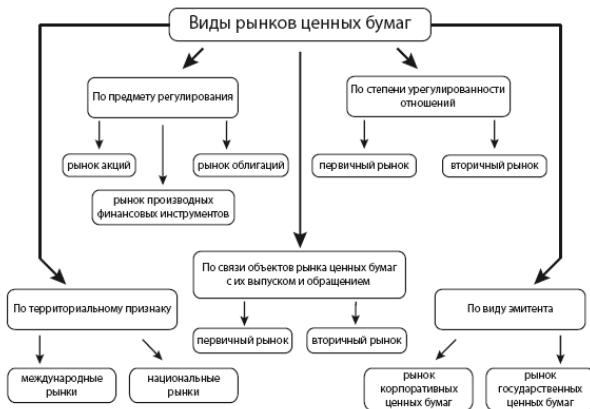 Виды рынков ценных бумаг
По предмету регулирования
По степени урегулированности
отношений
рынок акций
рынок облигаций
первичный рынок
вторичный рынок
рынок производных
финансовых инструментов
По связи объектов рынка ценных бумаг
с их выпуском и обращением
По территориальному признаку
По виду эмитента
первичный рынок
вторичный рынок
международные
рынки
национальные
рынки
рынок
корпоративных
ценных бумаг
рынок
государственных
ценных бумаг